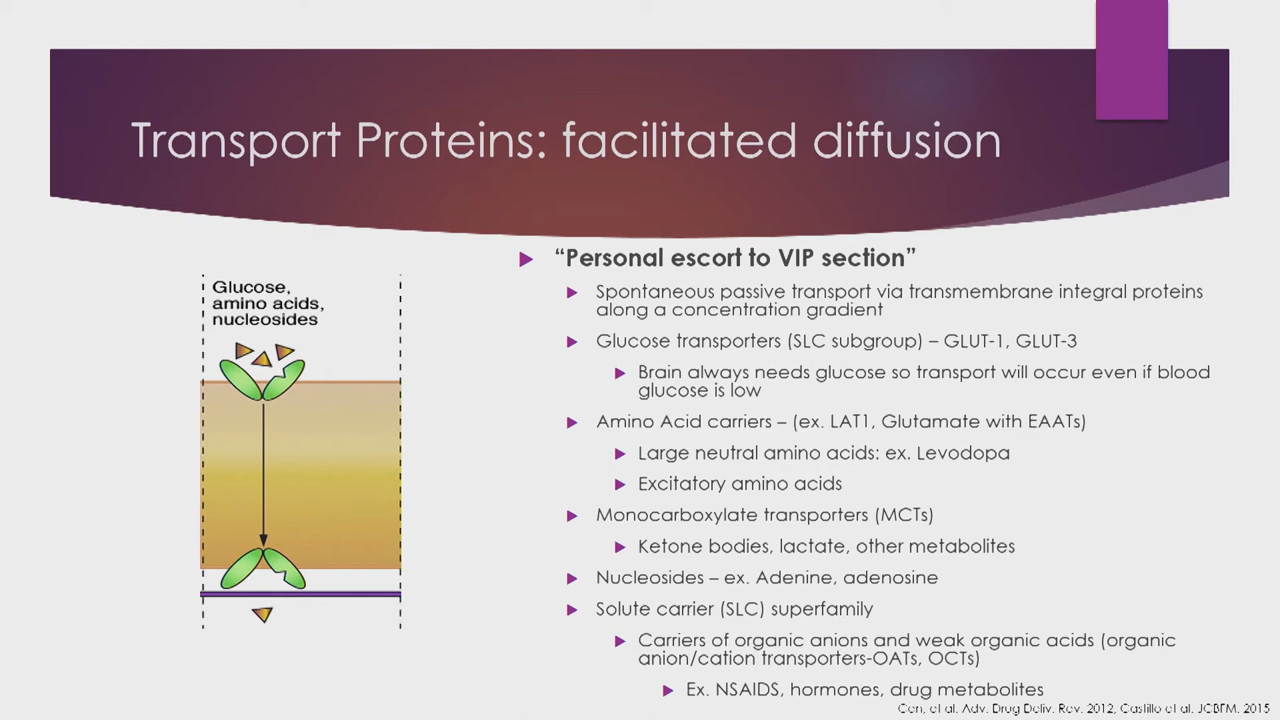 Transport Proteins: facilitated diffusion
Glucose,
amino acids,
nucleosides
“Personal escort to VIP section”
Spontaneous passive transport via transmembrane integral proteins
along a concentration gradient
Glucose transporters (SLC subgroup) – GLUT-1, GLUT-3
Brain always needs glucose so transport will occur even if blood
glucose is low
Amino Acid carriers – (ex. LAT1, Glutamate with EAATs)
Large neutral amino acids: ex. Levodopa
Excitatory amino acids
Monocarboxylate transporters (MCTs)
Ketone bodies, lactate, other metabolites
Nucleosides – ex. Adenine, adenosine
Solute carrier (SLC) superfamily
Carriers of organic anions and weak organic acids (organic
anion/cation transporters-OATs, OCTs)
Ex. NSAIDS, hormones, drug metabolites
et al. Adv. Drug Deliv. Rev. 2012, Castillo et al. JCBFM. 2015